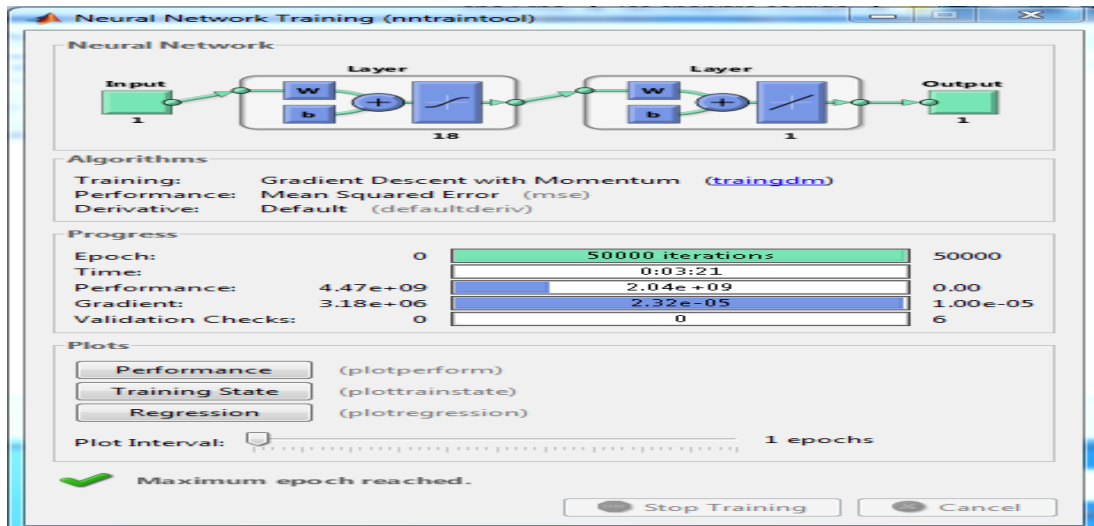 Neural Network Training (nntraintool)
Neural Network
Layer Layer
Input W W Output
b b
1 18 1 1
Algorithms
Training: Gradient Descent with Momentum (traingdm)
Performance: Mean Squared Error (mse)
Derivative: Default (defaultderiv)
Progress
Epoch: 0 50000 iterations 50000
Time: 0:03:21
Performance: 4.47e+09 2.04e+09 0.00
Gradient: 3.18e+06 2.32e-05 1.00e-05
Validation Checks: 0 0 6
Plots
Performance (plotperform)
Training State (plottrainstate)
Regression (plotregression)
Plot Interval: 1 epochs
Maximum epoch reached.
Stop Training Cancel